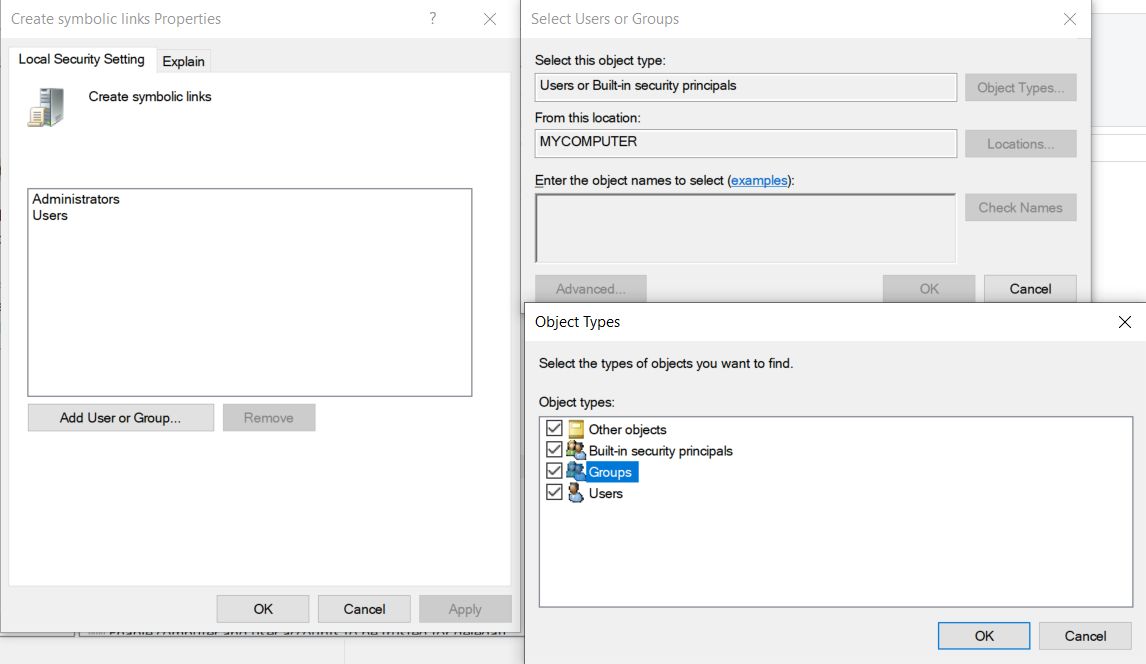 Create symbolic links Properties
?
Local Security Setting
Explain
Create symbolic links
Administrators
Users
Add User or Group...
Remove
OK
Cancel
Apply
Select Users or Groups
Select this object type:
Users or Built-in security principals
Object Types...
From this location:
MYCOMPUTER
Locations...
Enter the object names to select (examples):
Check Names
Advanced...
OK
Cancel
Object Types
Select the types of objects you want to find.
Object types:
Other objects
Built-in security principals
Groups
Users
OK
Cancel